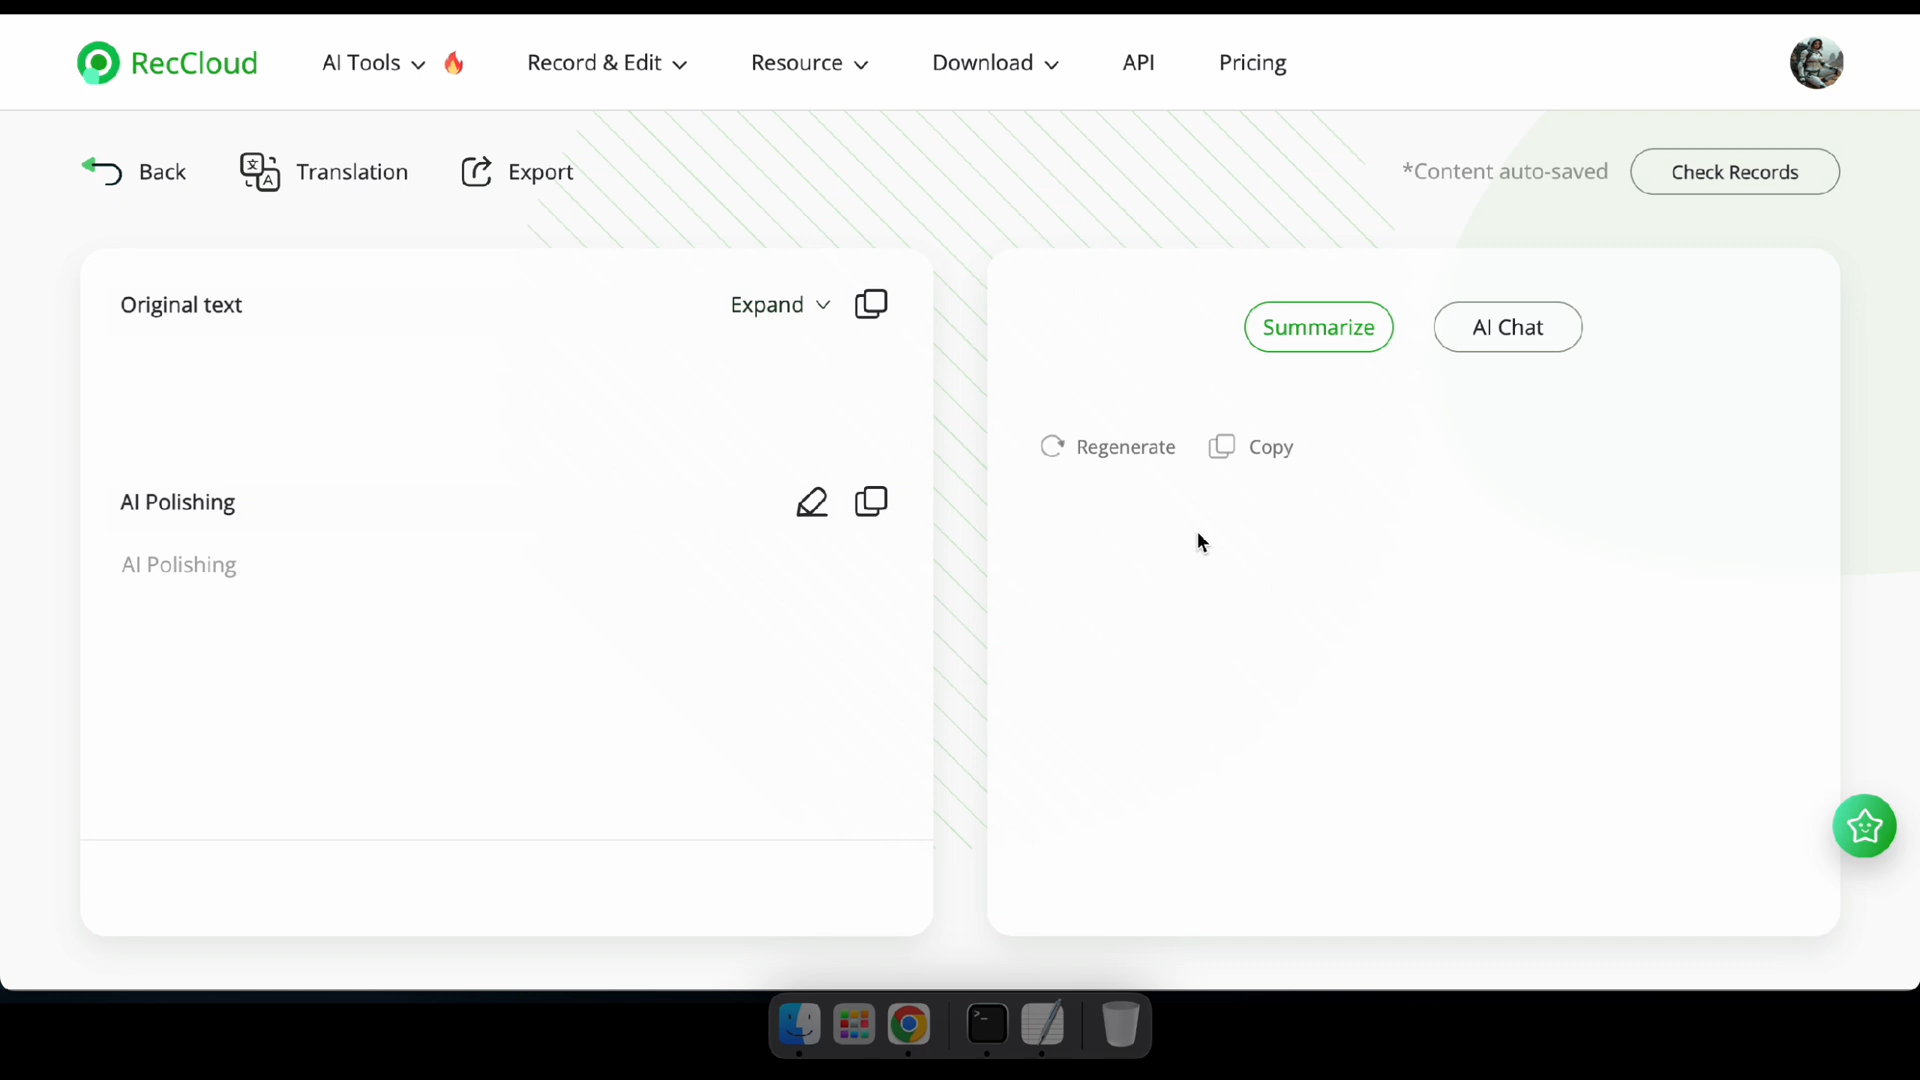 RecCloud AI Tools Record & Edit Resource Download API Pricing
Back Translation Export *Content auto-saved Check Records
Original text Expand
Summarize AI Chat
Regenerate Copy
AI Polishing
AI Polishing